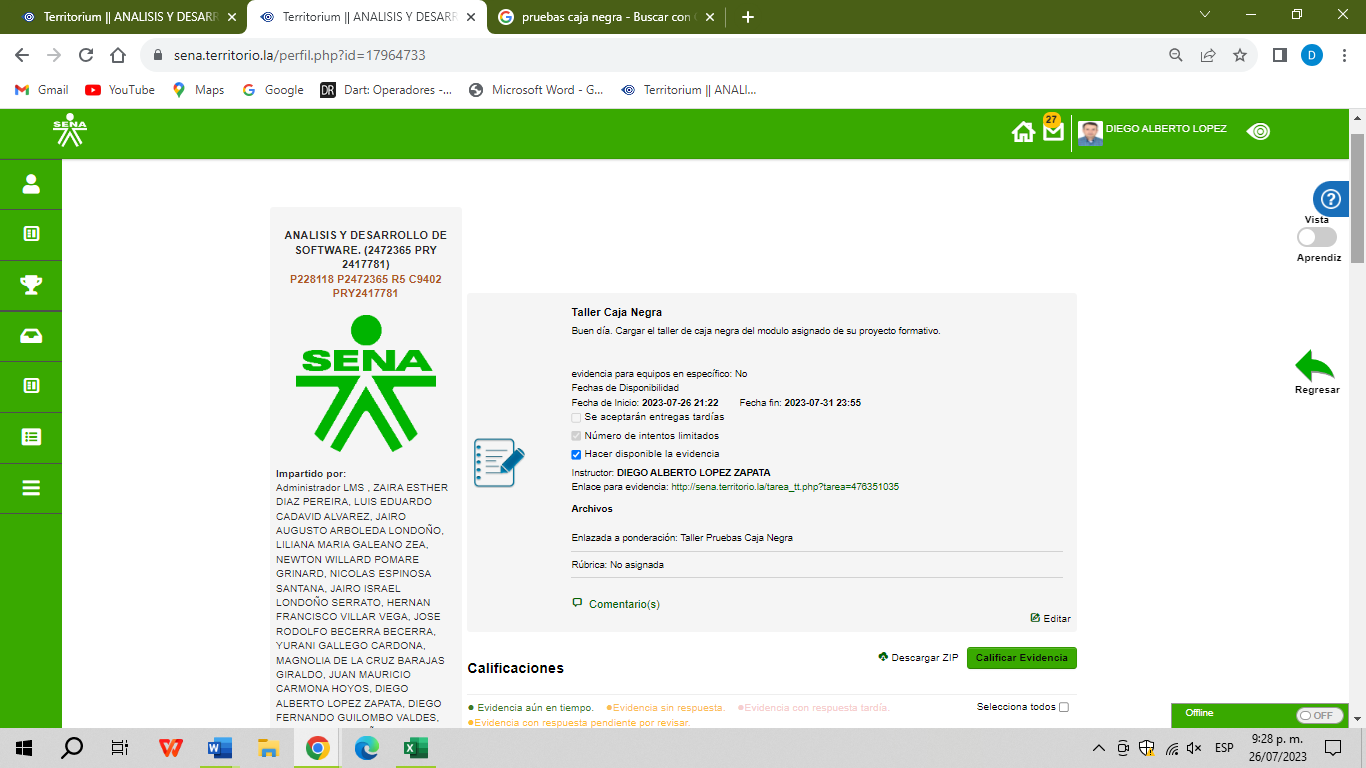 Territorium || ANALISIS Y DESARR
Territorium || ANALISIS Y DESARR
pruebas caja negra - Buscar con
sena.territorio.la/perfil.php?id=17964733
D
Gmail
YouTube
Maps
Google
DR
Dart: Operadores -...
Microsoft Word - G...
Territorium || ANALI...
SENA
27
DIEGO ALBERTO LOPEZ
Vista
Aprendiz
Regresar
ANALISIS Y DESARROLLO DE
SOFTWARE. (2472365 PRY
2417781)
P228118 P2472365 R5 C9402
PRY2417781
SENA
Impartido por:
Administrador LMS , ZAIRA ESTHER
DIAZ PEREIRA, LUIS EDUARDO
CADAVID ALVAREZ, JAIRO
AUGUSTO ARBOLEDA LONDOÑO,
LILIANA MARIA GALEANO ZEA,
NEWTON WILLARD POMARE
GRINARD, NICOLAS ESPINOSA
SANTANA, JAIRO ISRAEL
LONDOÑO SERRATO, HERNAN
FRANCISCO VILLAR VEGA, JOSE
RODOLFO BECERRA BECERRA,
YURANI GALLEGO CARDONA,
MAGNOLIA DE LA CRUZ BARAJAS
GIRALDO, JUAN MAURICIO
CARMONA HOYOS, DIEGO
ALBERTO LOPEZ ZAPATA, DIEGO
FERNANDO GUILOMBO VALDES,
Taller Caja Negra
Buen día. Cargar el taller de caja negra del modulo asignado de su proyecto formativo.
evidencia para equipos en específico: No
Fechas de Disponibilidad
Fecha de Inicio: 2023-07-26 21:22 Fecha fin: 2023-07-31 23:55
Se aceptarán entregas tardías
Número de intentos limitados
Hacer disponible la evidencia
Instructor: DIEGO ALBERTO LOPEZ ZAPATA
Enlace para evidencia: http://sena.territorio.la/tarea_tt.php?tarea=476351035
Archivos
Enlazada a ponderación: Taller Pruebas Caja Negra
Rúbrica: No asignada
Comentario(s)
Editar
Calificaciones
Descargar ZIP
Calificar Evidencia
Evidencia aún en tiempo. Evidencia sin respuesta. Evidencia con respuesta tardía.
Evidencia con respuesta pendiente por revisar.
Selecciona todos
Offline
OFF
ESP
9:28 p. m.
26/07/2023